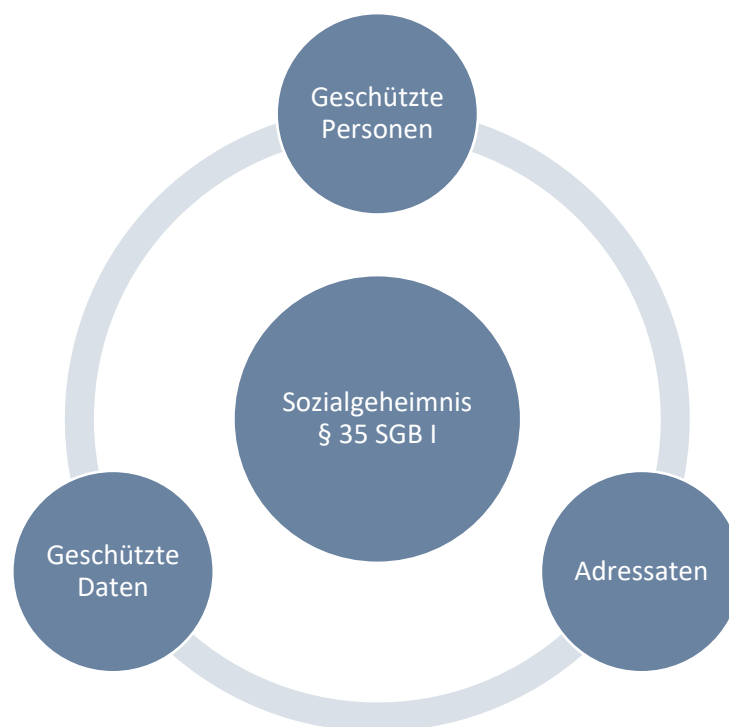 Geschützte
Personen
Sozialgeheimnis
§ 35 SGB I
Geschützte
Daten
Adressaten